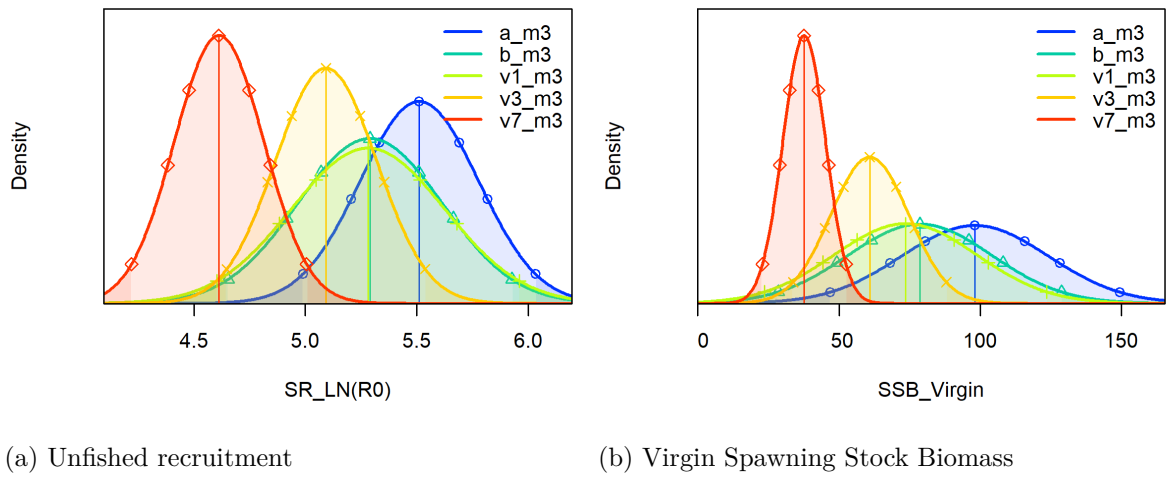 a_m3
b_m3
v1_m3
v3_m3
v7_m3
Density
4.5 5.0 5.5 6.0
SR_LN(R0)
(a) Unfished recruitment
a_m3
b_m3
v1_m3
v3_m3
v7_m3
Density
0 50 100 150
SSB_Virgin
(b) Virgin Spawning Stock Biomass